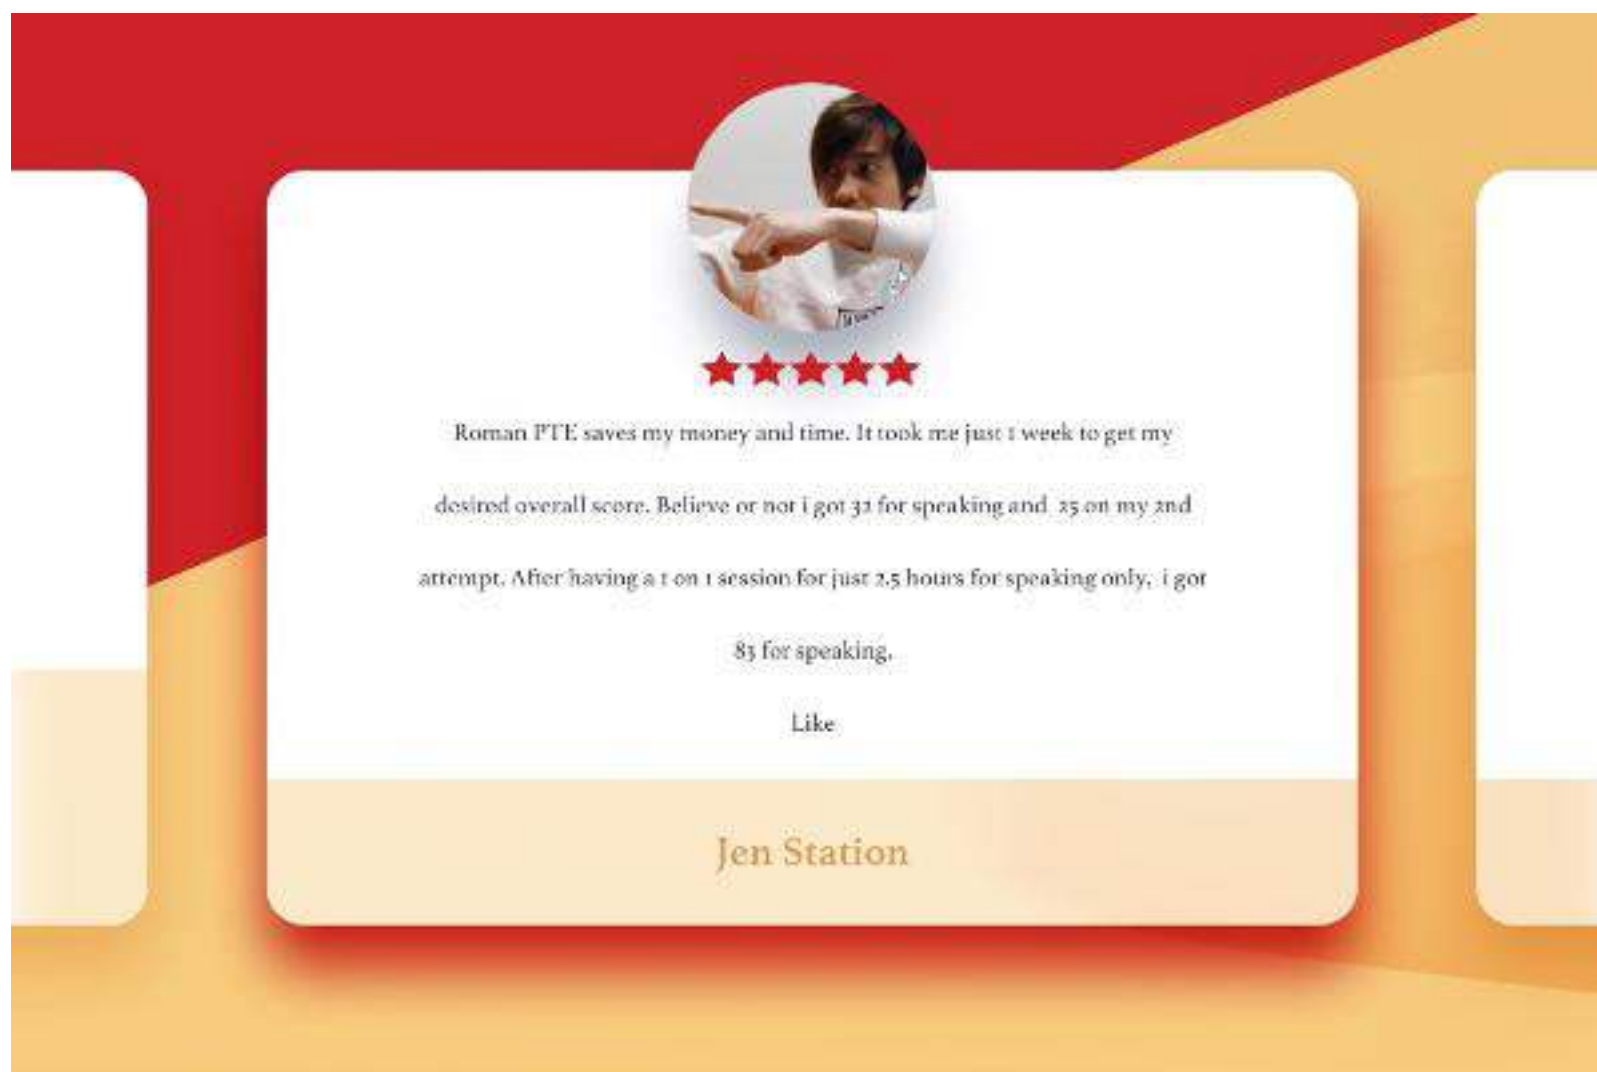 Roman PTE saves my money and time. It took me just 1 week to get my
desired overall score. Believe or not i got 32 for speaking and 25 on my 2nd
attempt. After having a 1 on 1 session for just 2.5 hours for speaking only, i got
83 for speaking.
Like
Jen Station